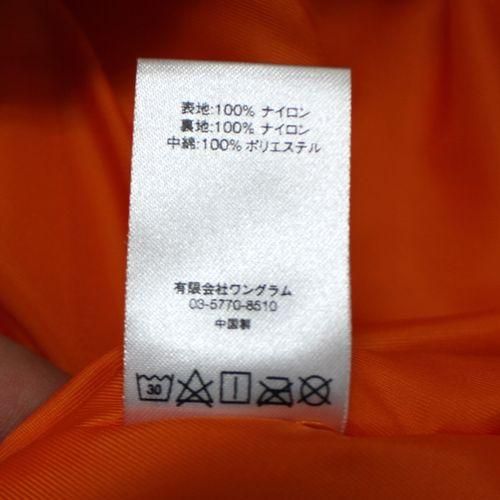 表地:100% ナイロン
裏地:100% ナイロン
中綿:100% ポリエステル
有限会社ワングラム
03-5770-8510
中国製
30